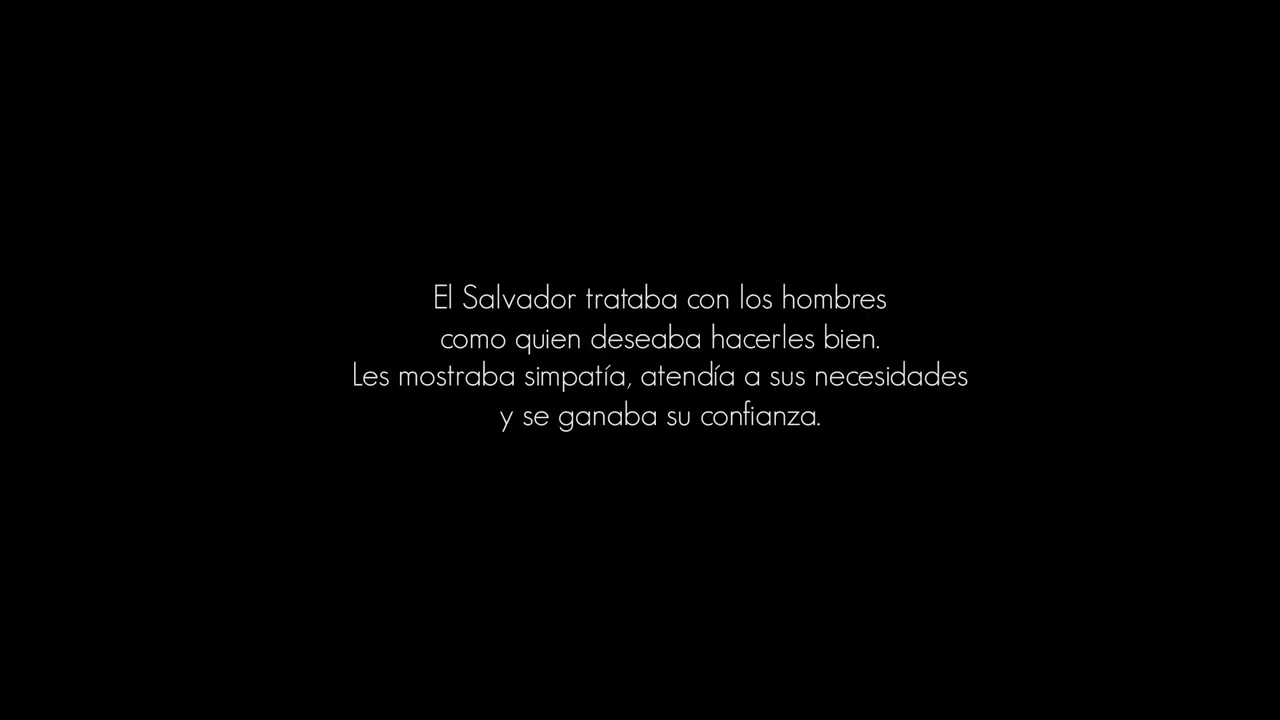 El Salvador trataba con los hombres
como quien deseaba hacerles bien.
Les mostraba simpatía, atendía a sus necesidades
y se ganaba su confianza.